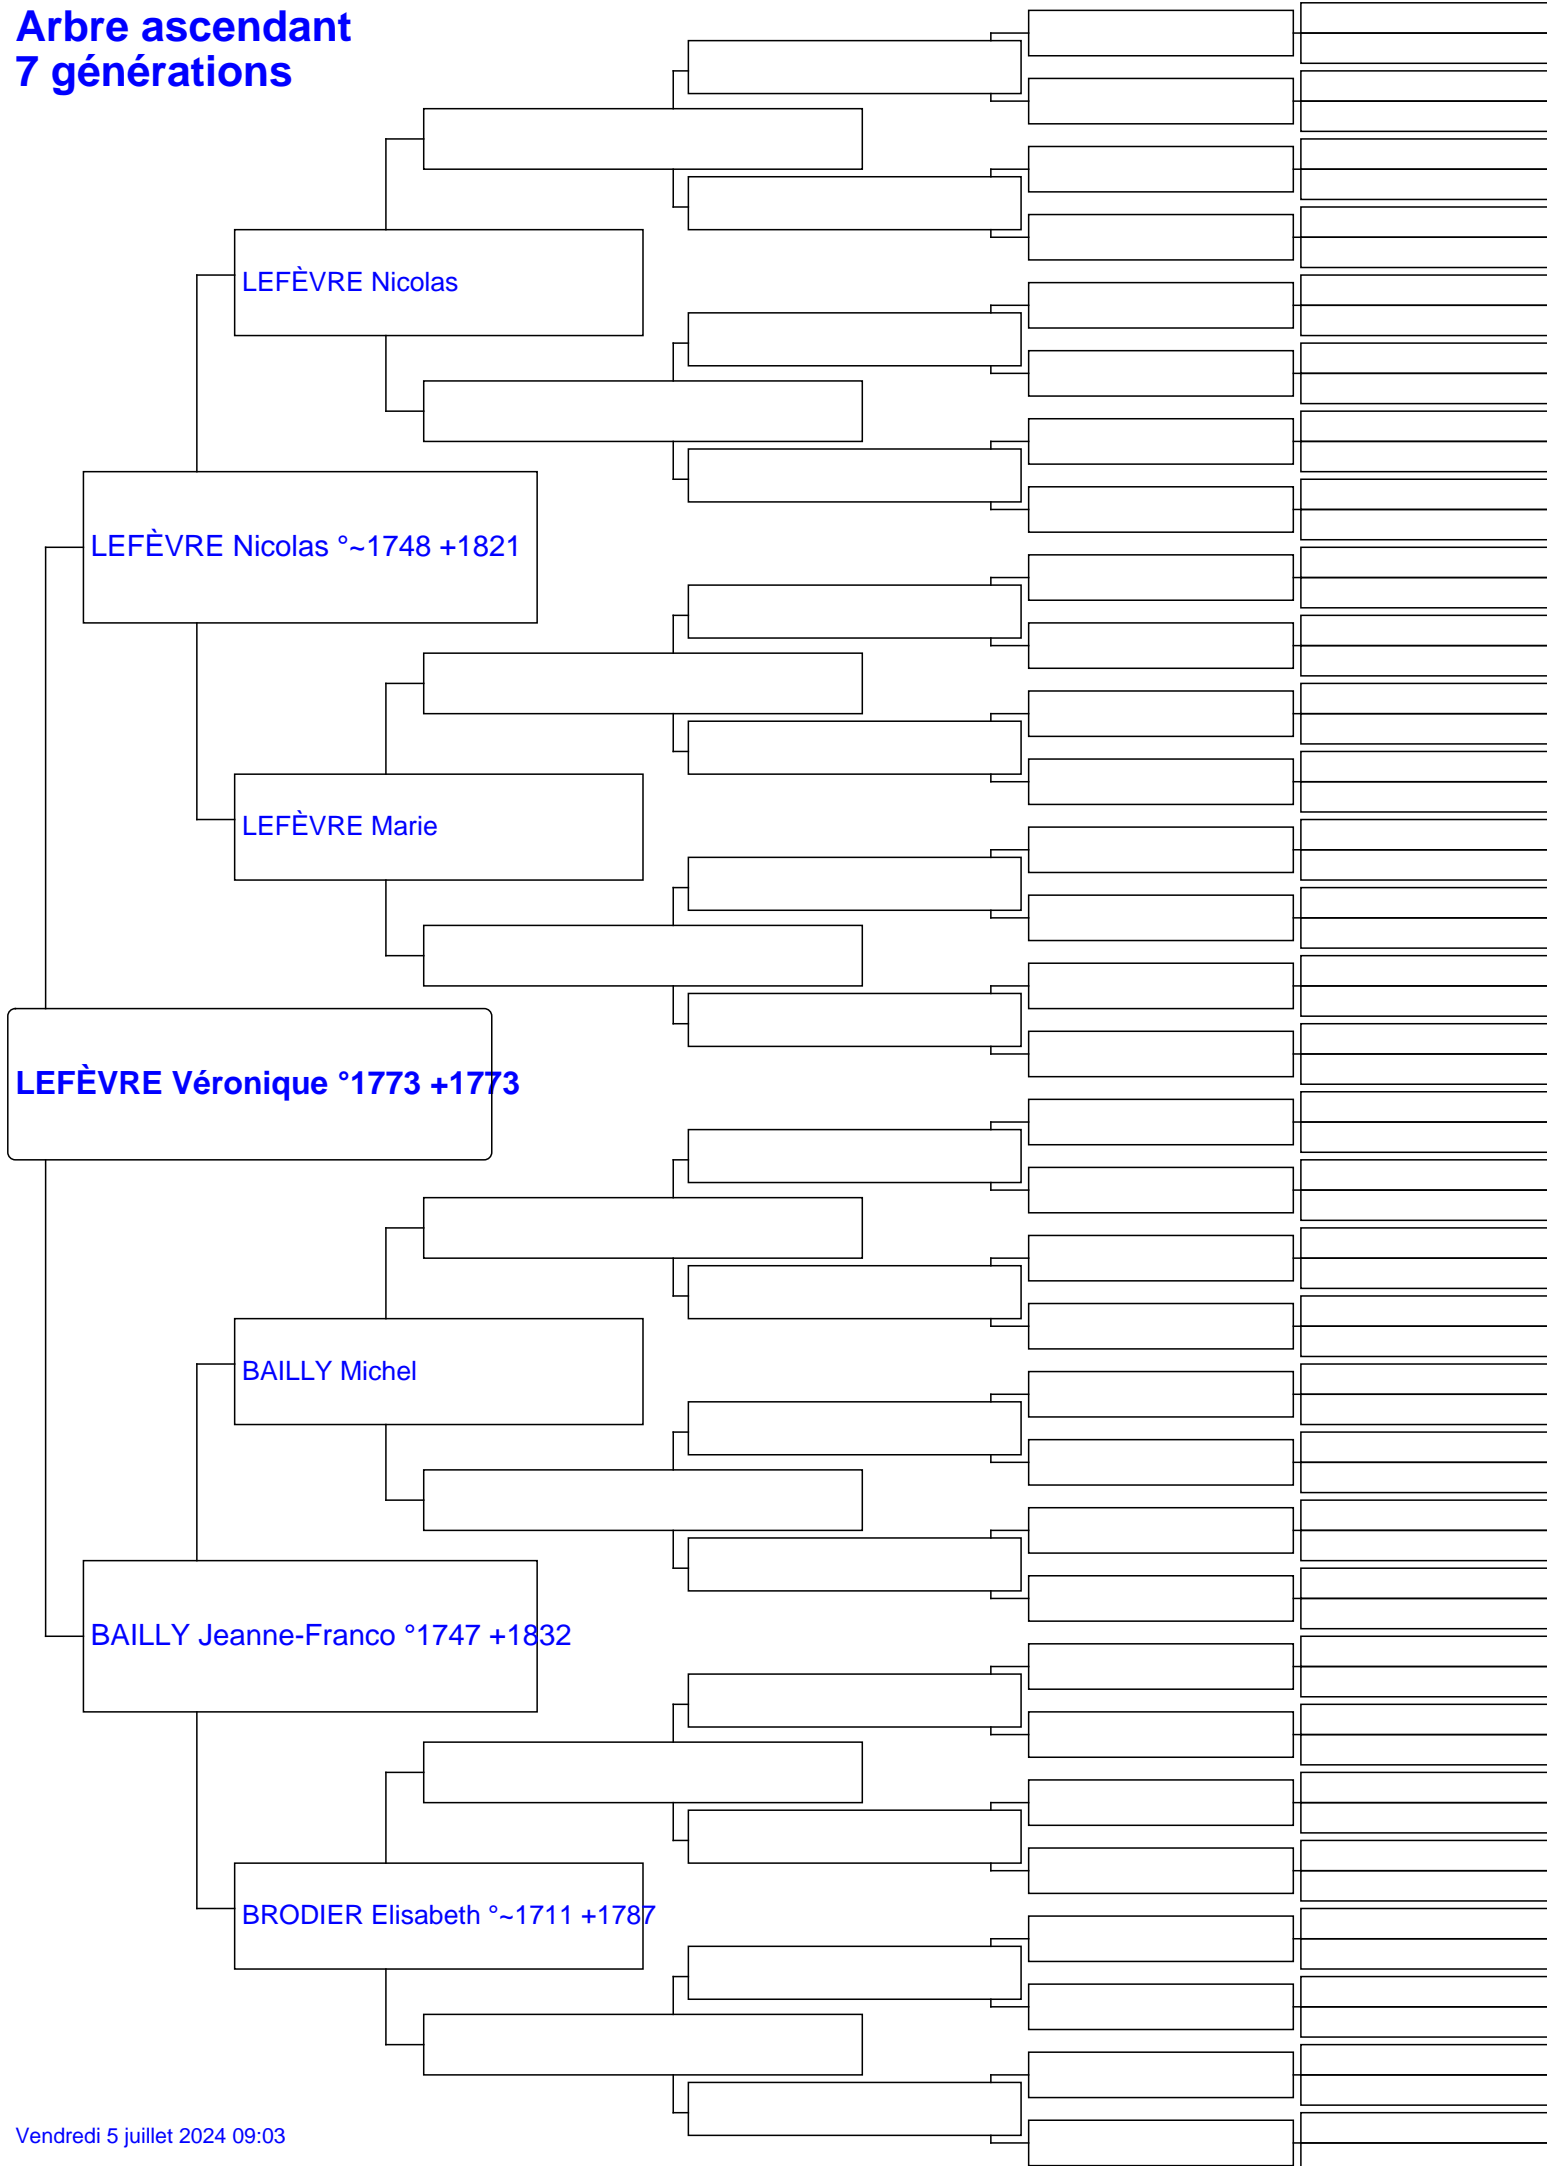 Arbre ascendant
7 générations
LEFÈVRE Nicolas
LEFÈVRE Nicolas °~1748 +1821
LEFÈVRE Marie
LEFÈVRE Véronique °1773 +1773
BAILLY Michel
BAILLY Jeanne-Franco °1747 +1832
BRODIER Elisabeth °~1711 +1787
Vendredi 5 juillet 2024 09:03